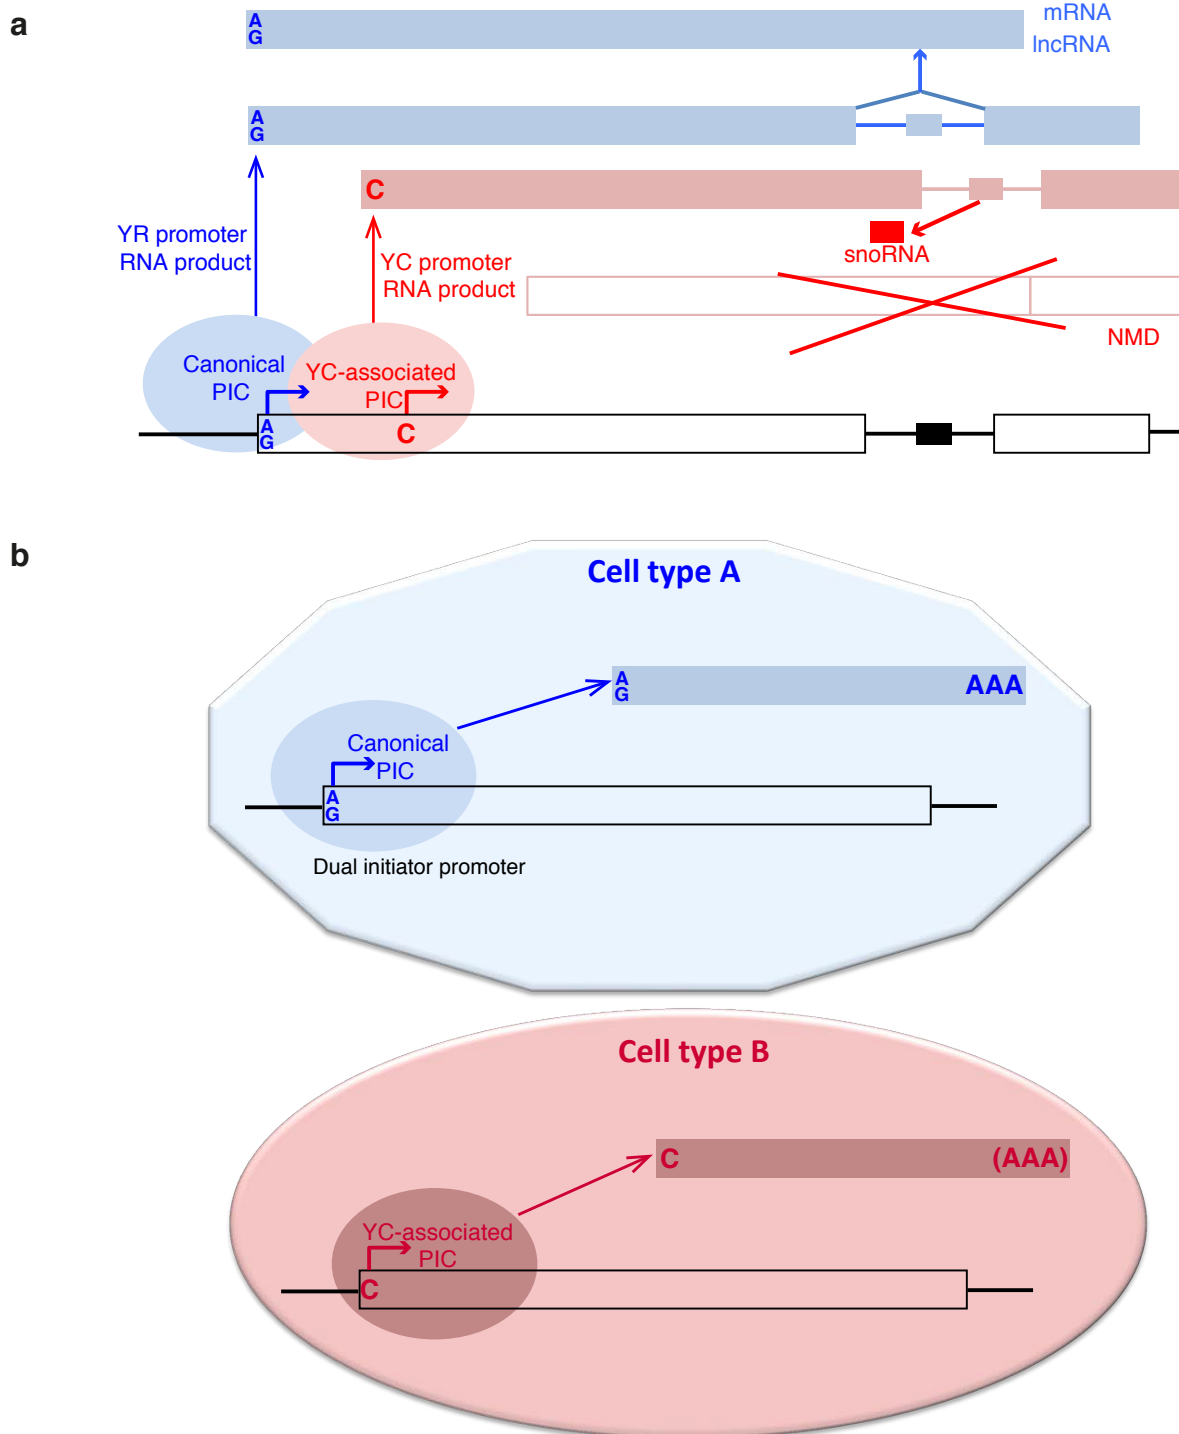 a
A
G
mRNA
lncRNA
A
G
C
YR promoter
RNA product
YC promoter
RNA product
snoRNA
NMD
Canonical
PIC
YC-associated
PIC
A
G
C
b
Cell type A
A
G
AAA
Canonical
PIC
A
G
Dual initiator promoter
Cell type B
C
(AAA)
YC-associated
PIC
C